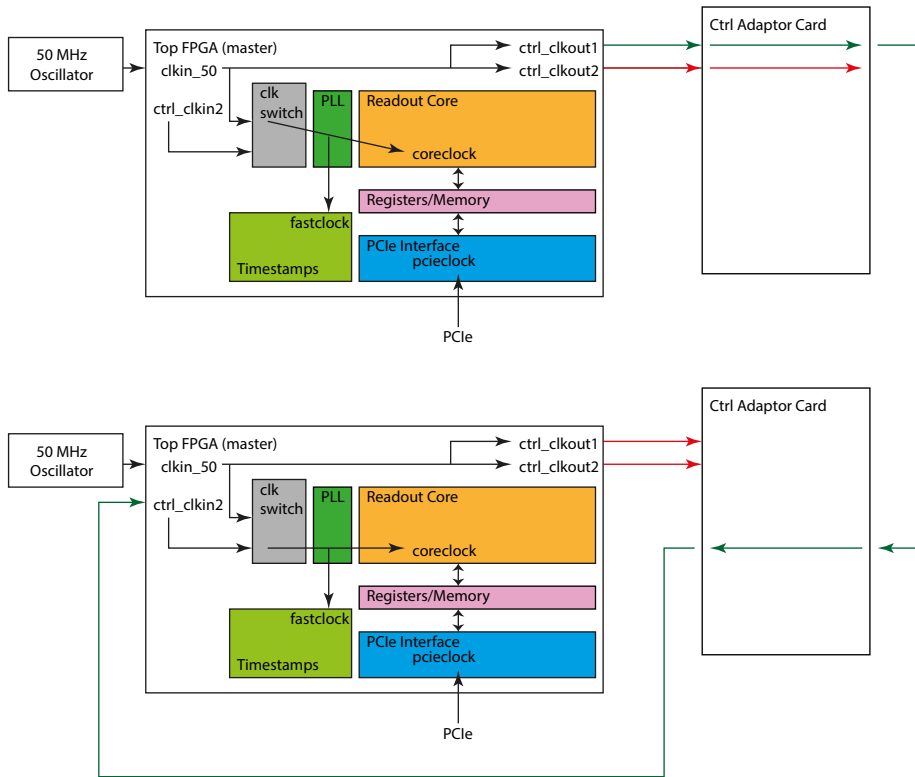 50 MHz
Oscillator
Top FPGA (master)
clkin_50
ctrl_clkin2
clk
switch
PLL
Readout Core
coreclock
ctrl_clkout1
ctrl_clkout2
Registers/Memory
fastclock
Timestamps
PCIe Interface
pcieclock
PCIe
Ctrl Adaptor Card
50 MHz
Oscillator
Top FPGA (master)
clkin_50
ctrl_clkin2
clk
switch
PLL
Readout Core
coreclock
ctrl_clkout1
ctrl_clkout2
Registers/Memory
fastclock
Timestamps
PCIe Interface
pcieclock
PCIe
Ctrl Adaptor Card